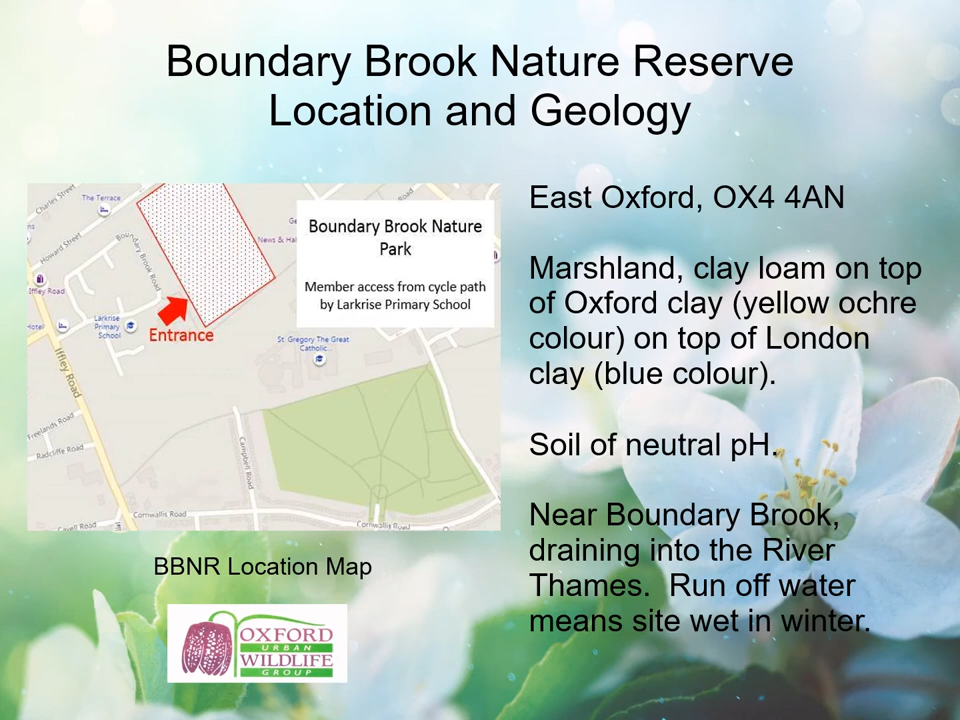 Boundary Brook Nature Reserve
Location and Geology
East Oxford, OX4 4AN
Marshland, clay loam on top
of Oxford clay (yellow ochre
colour) on top of London
clay (blue colour).
Soil of neutral pH.
Near Boundary Brook,
draining into the River
Thames.  Run off water
means site wet in winter.
Charles Street
The Terrace
Howard Street
Boundary Brook Road
Iffley Road
Hotel
Larkrise
Primary
School
Entrance
Iffley Road
News & Hai
Boundary Brook Nature
Park
Member access from cycle path
by Larkrise Primary School
St. Gregory The Great
Catholic...
Freelands Road
Radcliffe Road
Campbell Road
Cavell Road
Cornwallis Road
Cornwallis Road
BBNR Location Map
OXFORD
URBAN
WILDLIFE
GROUP